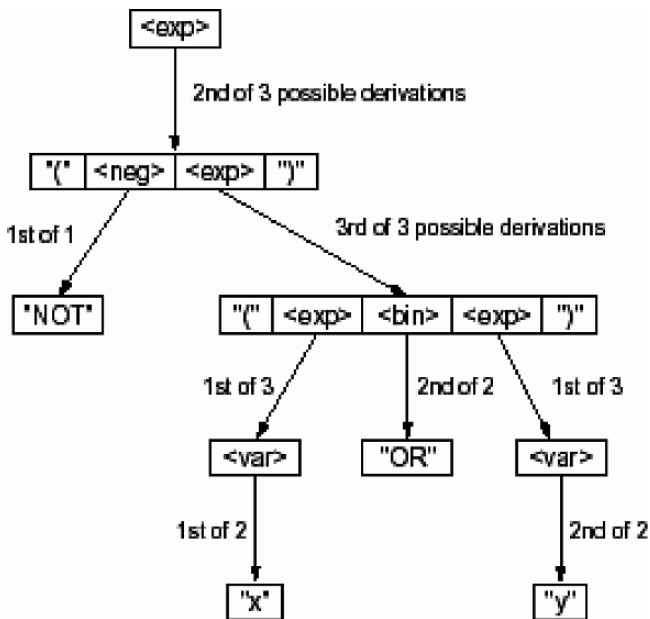 <exp>
2nd of 3 possible derivations
"(" <neg> <exp> ")"
1st of 1
3rd of 3 possible derivations
"NOT"
"(" <exp> <bin> <exp> ")"
1st of 3
2nd of 2
1st of 3
<var>
"OR"
<var>
1st of 2
2nd of 2
"x"
"y"